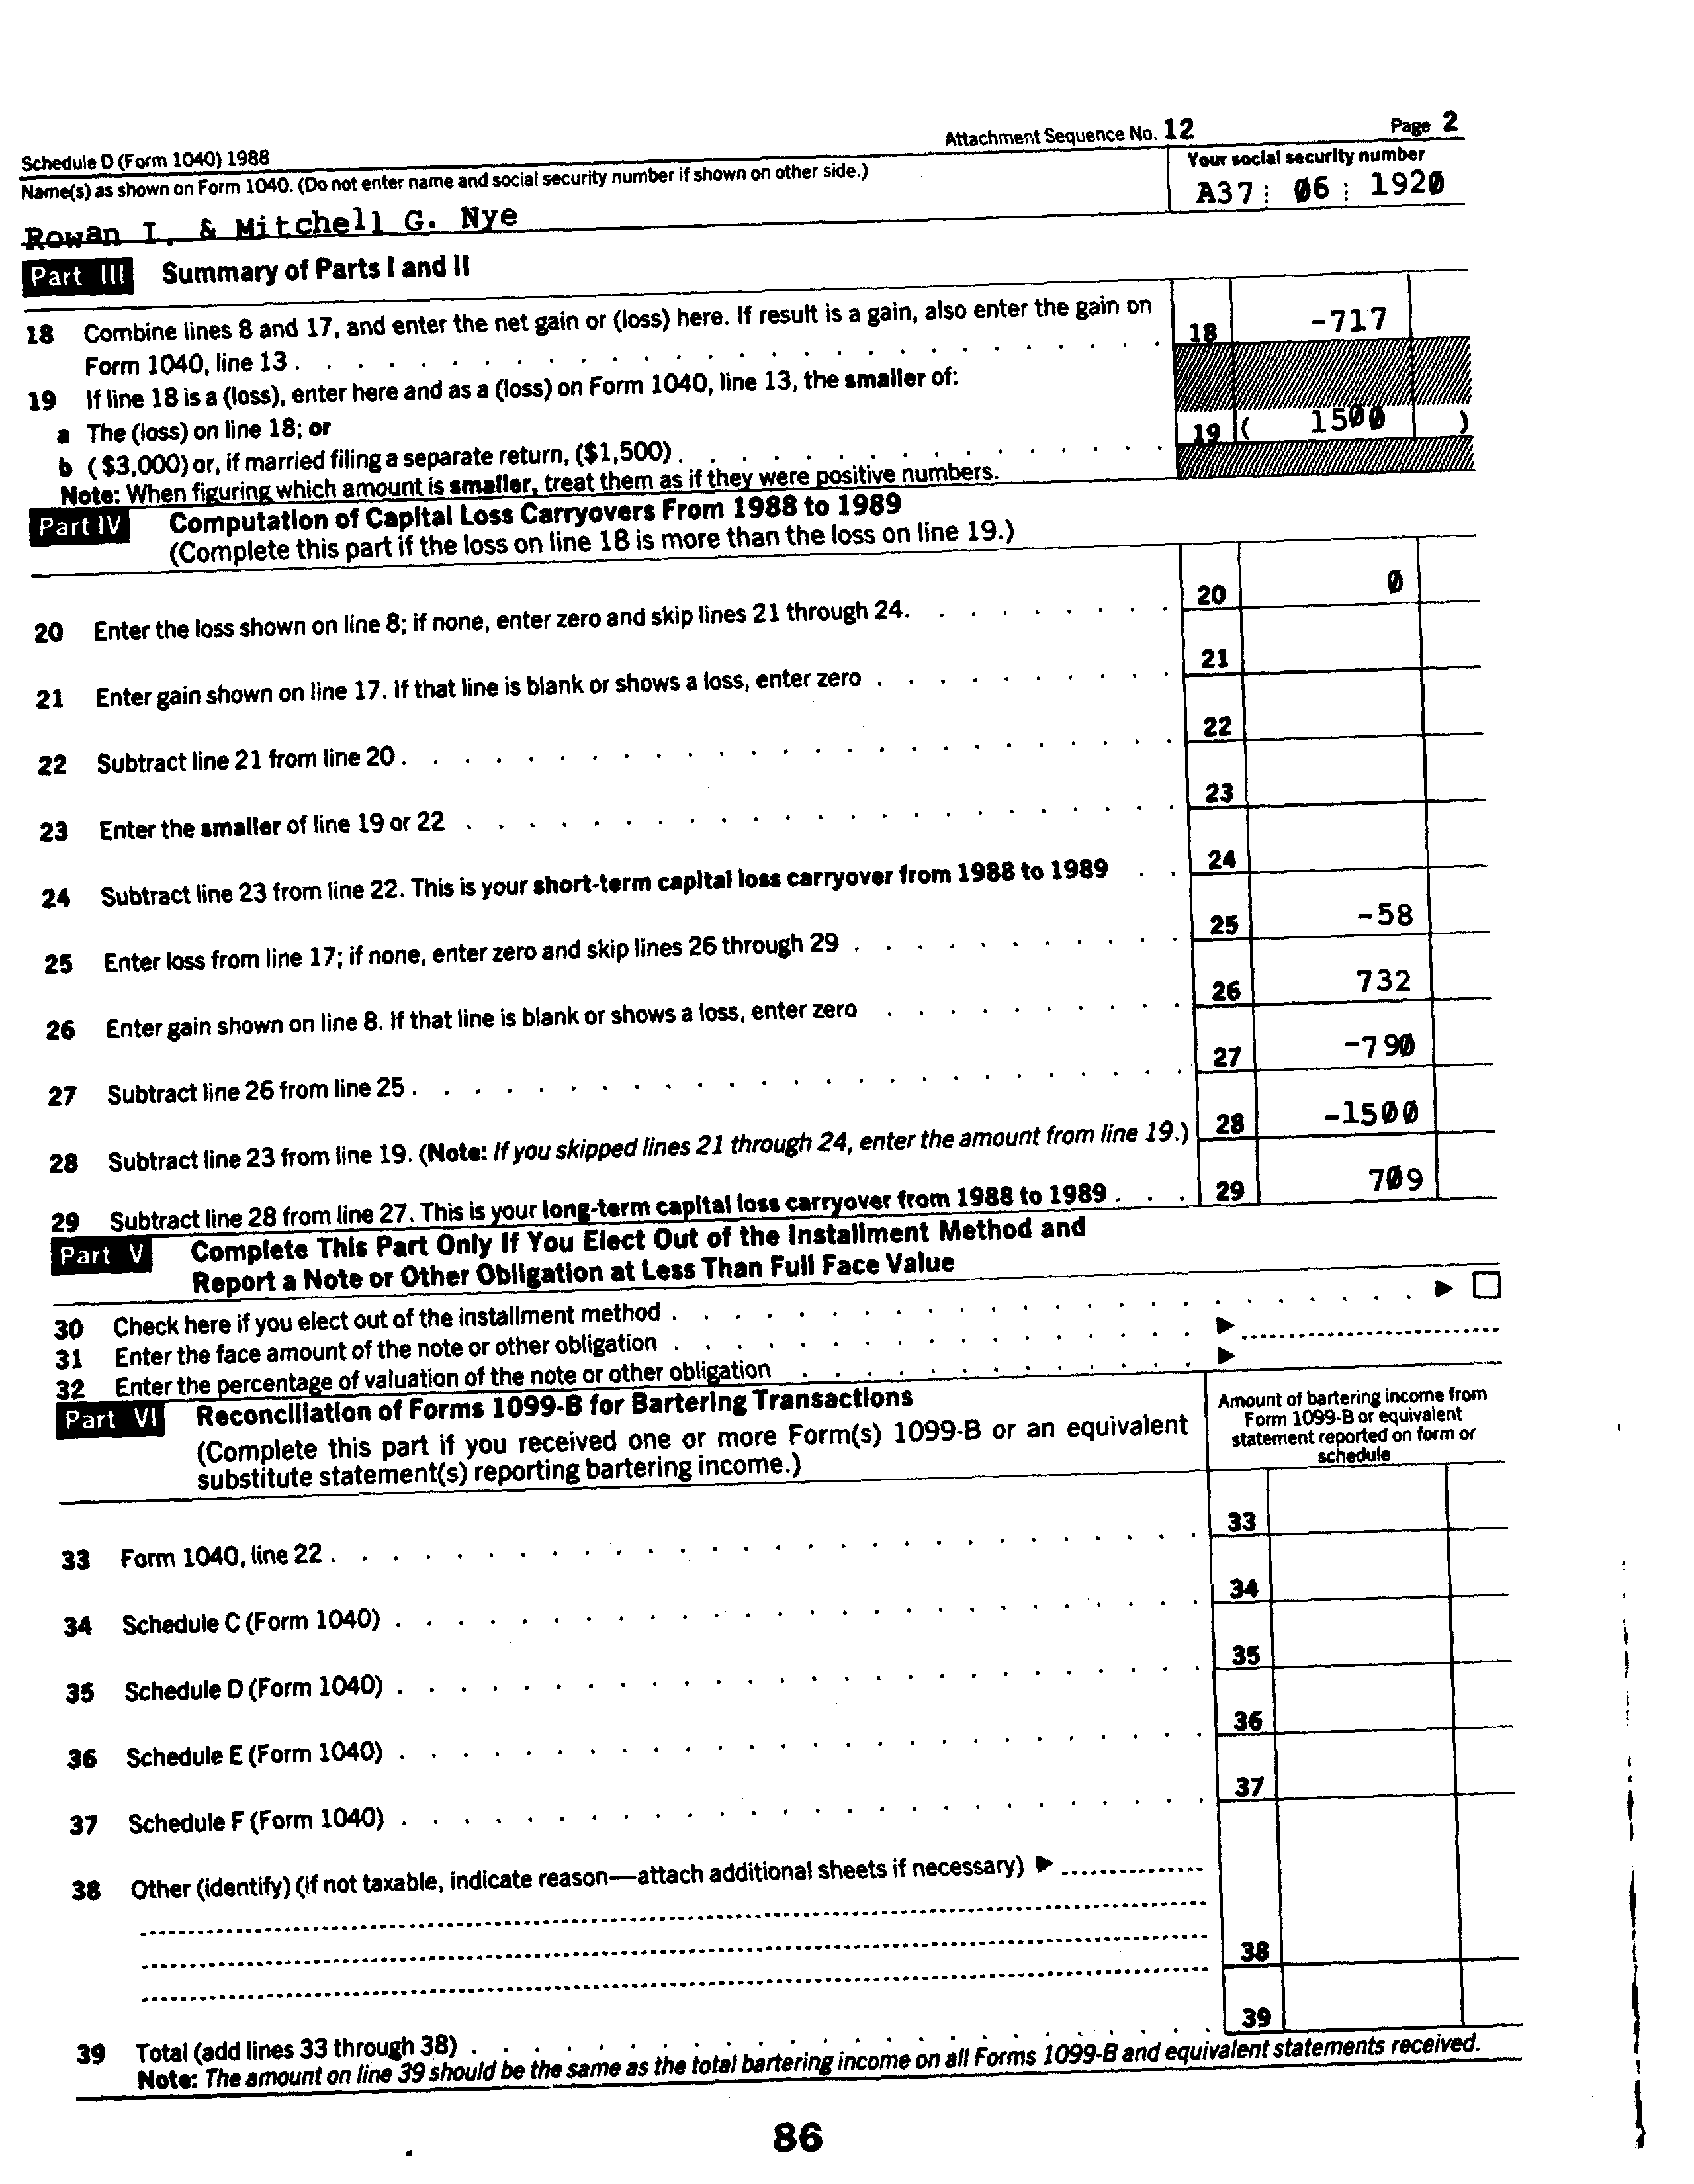 Schedule D (Form 1040) 1988 Attachment Sequence No. 12 Page 2
Name(s) as shown on Form 1040. (Do not enter name and social security number if shown on other side.) Your social security number
Rowan I. & Mitchell G. Nye A37 06 1920
Part III Summary of Parts I and II
18 Combine lines 8 and 17, and enter the net gain or (loss) here. If result is a gain, also enter the gain on
Form 1040, line 13 . . . . 18 -717
19 If line 18 is a (loss), enter here and as a (loss) on Form 1040, line 13, the smaller of:
a The (loss) on line 18; or
b ($3,000) or, if married filing a separate return, ($1,500) . . . . 19 ( 1500 )
Note: When figuring which amount is smaller, treat them as if they were positive numbers.
Part IV Computation of Capital Loss Carryovers From 1988 to 1989
(Complete this part if the loss on line 18 is more than the loss on line 19.)
20 Enter the loss shown on line 8; if none, enter zero and skip lines 21 through 24. . . . 20 0
21 Enter gain shown on line 17. If that line is blank or shows a loss, enter zero . . . . 21
22 Subtract line 21 from line 20 . . . . 22
23 Enter the smaller of line 19 or 22 . . . . 23
24 Subtract line 23 from line 22. This is your short-term capital loss carryover from 1988 to 1989 . . 24
25 Enter loss from line 17; if none, enter zero and skip lines 26 through 29 . . . . 25 -58
26 Enter gain shown on line 8. If that line is blank or shows a loss, enter zero . . . . 26 732
27 Subtract line 26 from line 25 . . . . 27 -790
28 Subtract line 23 from line 19. (Note: If you skipped lines 21 through 24, enter the amount from line 19.) 28 -1500
29 Subtract line 28 from line 27. This is your long-term capital loss carryover from 1988 to 1989 . . . 29 709
Part V Complete This Part Only If You Elect Out of the Installment Method and
Report a Note or Other Obligation at Less Than Full Face Value
30 Check here if you elect out of the installment method . . . . ▶ ☐
31 Enter the face amount of the note or other obligation . . . . ▶
32 Enter the percentage of valuation of the note or other obligation . . . . ▶
Part VI Reconciliation of Forms 1099-B for Bartering Transactions
(Complete this part if you received one or more Form(s) 1099-B or an equivalent
substitute statement(s) reporting bartering income.)
Amount of bartering income from
Form 1099-B or equivalent
statement reported on form or
schedule
33 Form 1040, line 22 . . . . 33
34 Schedule C (Form 1040) . . . . 34
35 Schedule D (Form 1040) . . . . 35
36 Schedule E (Form 1040) . . . . 36
37 Schedule F (Form 1040) . . . . 37
38 Other (identify) (if not taxable, indicate reason—attach additional sheets if necessary) ▶
38
39 Total (add lines 33 through 38) . . . . 39
Note: The amount on line 39 should be the same as the total bartering income on all Forms 1099-B and equivalent statements received.
86